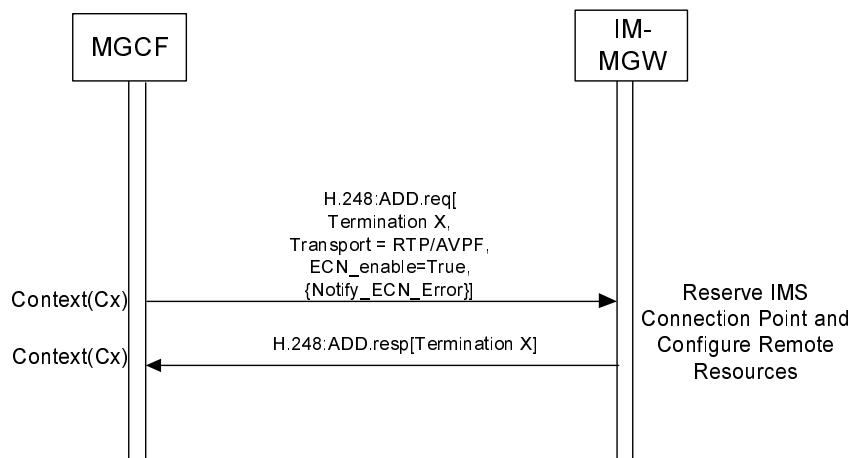 MGCF
IM-
MGW
H.248:ADD.req[
Termination X,
Transport = RTP/AVPF,
ECN_enable=True,
{Notify_ECN_Error}]
Context(Cx)
Reserve IMS
Connection Point and
Configure Remote
Resources
H.248:ADD.resp[Termination X]
Context(Cx)